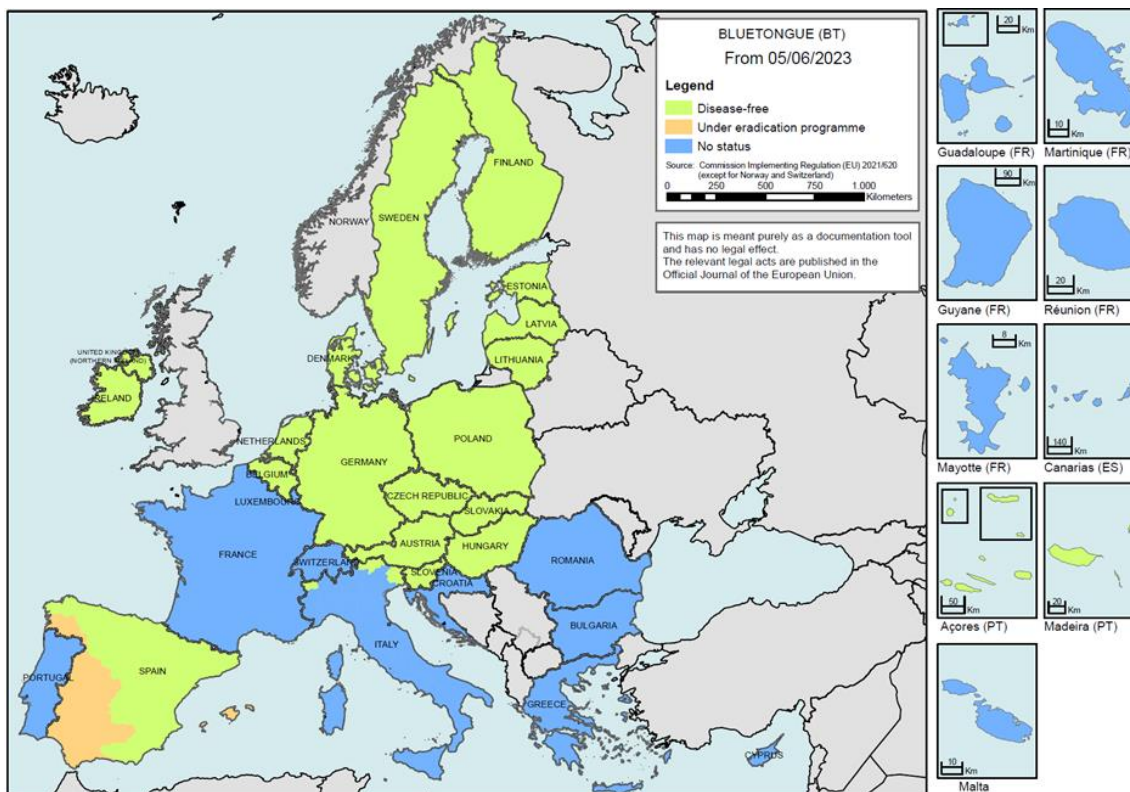 BLUETONGUE (BT)
From 05/06/2023
Legend
Disease-free
Under eradication programme
No status
Source: Commission Implementing Regulation (EU) 2021/620
(except for Norway and Switzerland)
0 250 500 750 1.000
Kilometers
This map is meant purely as a documentation tool
and has no legal effect.
The relevant legal acts are published in the
Official Journal of the European Union.
FINLAND
NORWAY
SWEDEN
ESTONIA
LATVIA
LITHUANIA
DENMARK
UNITED KINGDOM
(NORTHERN IRELAND)
IRELAND
NETHERLANDS
POLAND
GERMANY
BELGIUM
LUXEMBOURG
CZECH REPUBLIC
SLOVAKIA
AUSTRIA
HUNGARY
FRANCE
SWITZERLAND
SLOVENIA
CROATIA
ROMANIA
BULGARIA
ITALY
SPAIN
PORTUGAL
GREECE
CYPRUS
20
Km
Guadaloupe (FR)
10
Km
Martinique (FR)
90
Km
Guyane (FR)
20
Km
Réunion (FR)
8
Km
Mayotte (FR)
140
Km
Canarias (ES)
50
Km
Açores (PT)
20
Km
Madeira (PT)
10
Km
Malta